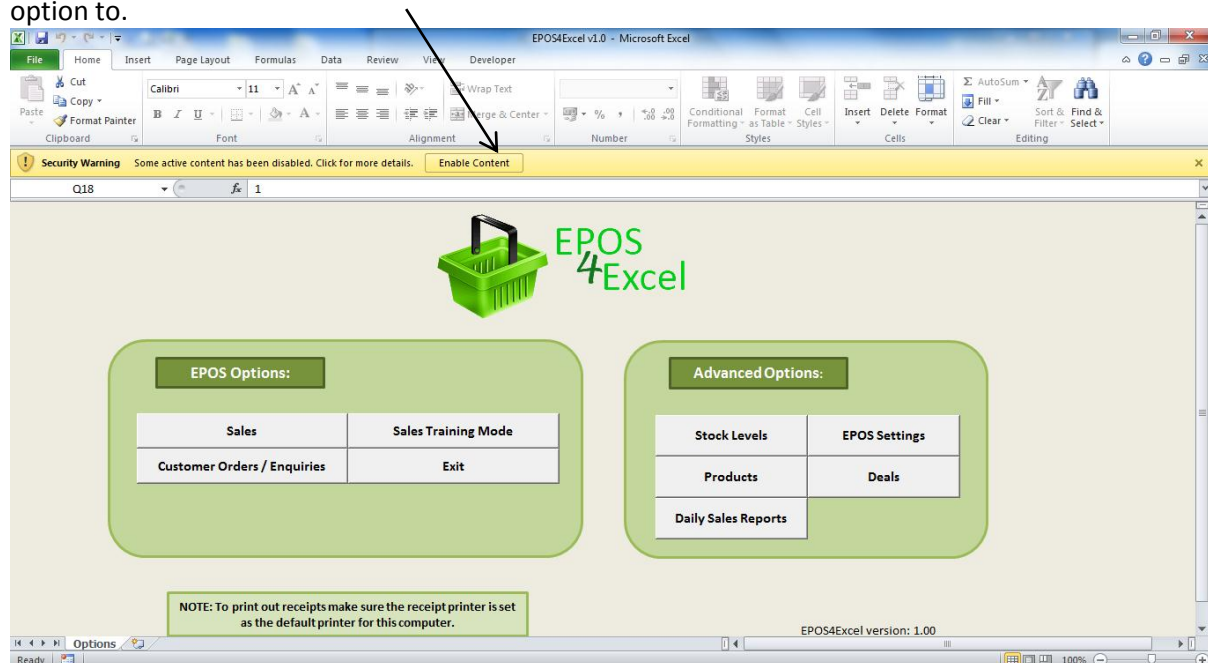 option to.
EPOS4Excel v1.0 - Microsoft Excel
File Home Insert Page Layout Formulas Data Review View Developer
Cut
Copy
Format Painter
Paste
Clipboard
Calibri 11 A A
B I U A
Font
Wrap Text
Merge & Center
Alignment
% , .0 .00 .00 .0
Number
Conditional Formatting
Format as Table
Cell Styles
Styles
Insert Delete Format
Cells
Σ AutoSum
Fill
Clear
Sort & Filter
Find & Select
Editing
Security Warning Some active content has been disabled. Click for more details. Enable Content
Q18 fx 1
EPOS
4Excel
EPOS Options:
Sales Sales Training Mode
Customer Orders / Enquiries Exit
Advanced Options:
Stock Levels EPOS Settings
Products Deals
Daily Sales Reports
NOTE: To print out receipts make sure the receipt printer is set
as the default printer for this computer.
EPOS4Excel version: 1.00
Options
Ready 100%